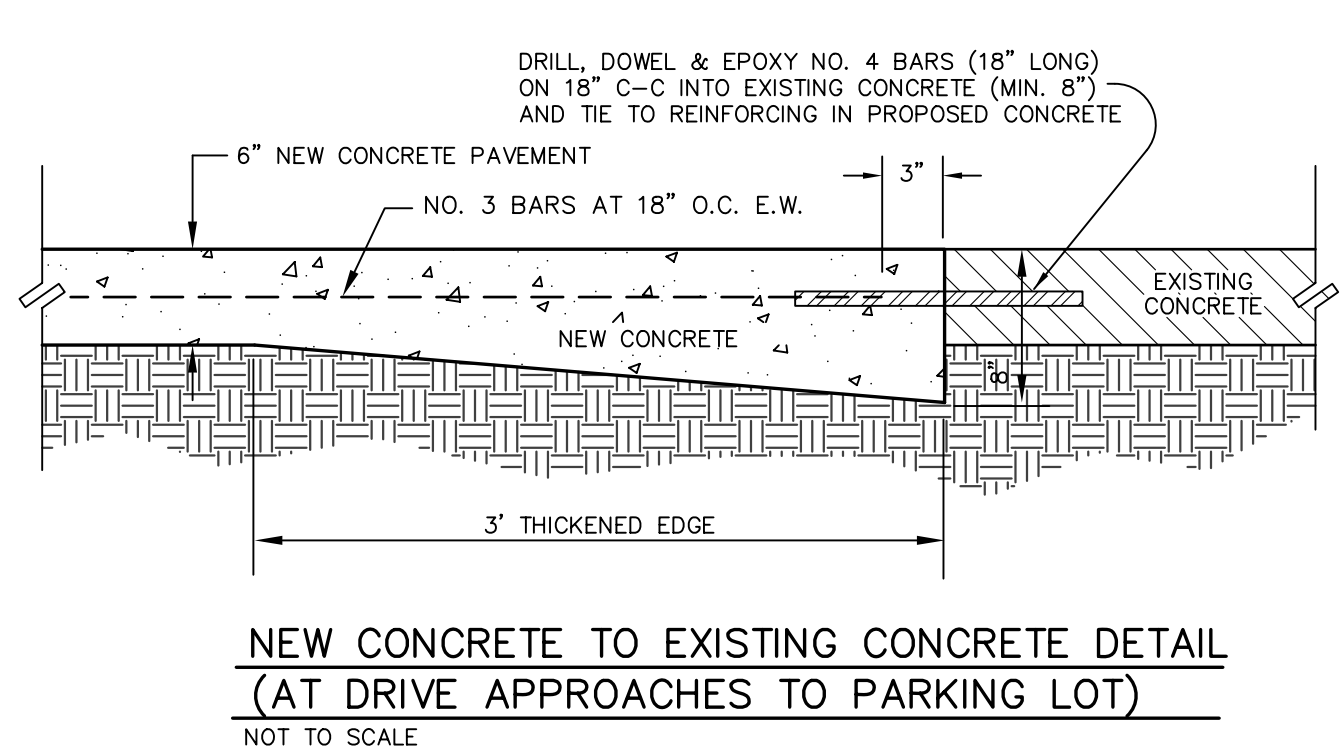 DRILL, DOWEL & EPOXY NO. 4 BARS (18" LONG)
ON 18" C-C INTO EXISTING CONCRETE (MIN. 8")
AND TIE TO REINFORCING IN PROPOSED CONCRETE
6" NEW CONCRETE PAVEMENT
3"
NO. 3 BARS AT 18" O.C. E.W.
EXISTING
CONCRETE
NEW CONCRETE
8"
3' THICKENED EDGE
NEW CONCRETE TO EXISTING CONCRETE DETAIL
(AT DRIVE APPROACHES TO PARKING LOT)
NOT TO SCALE